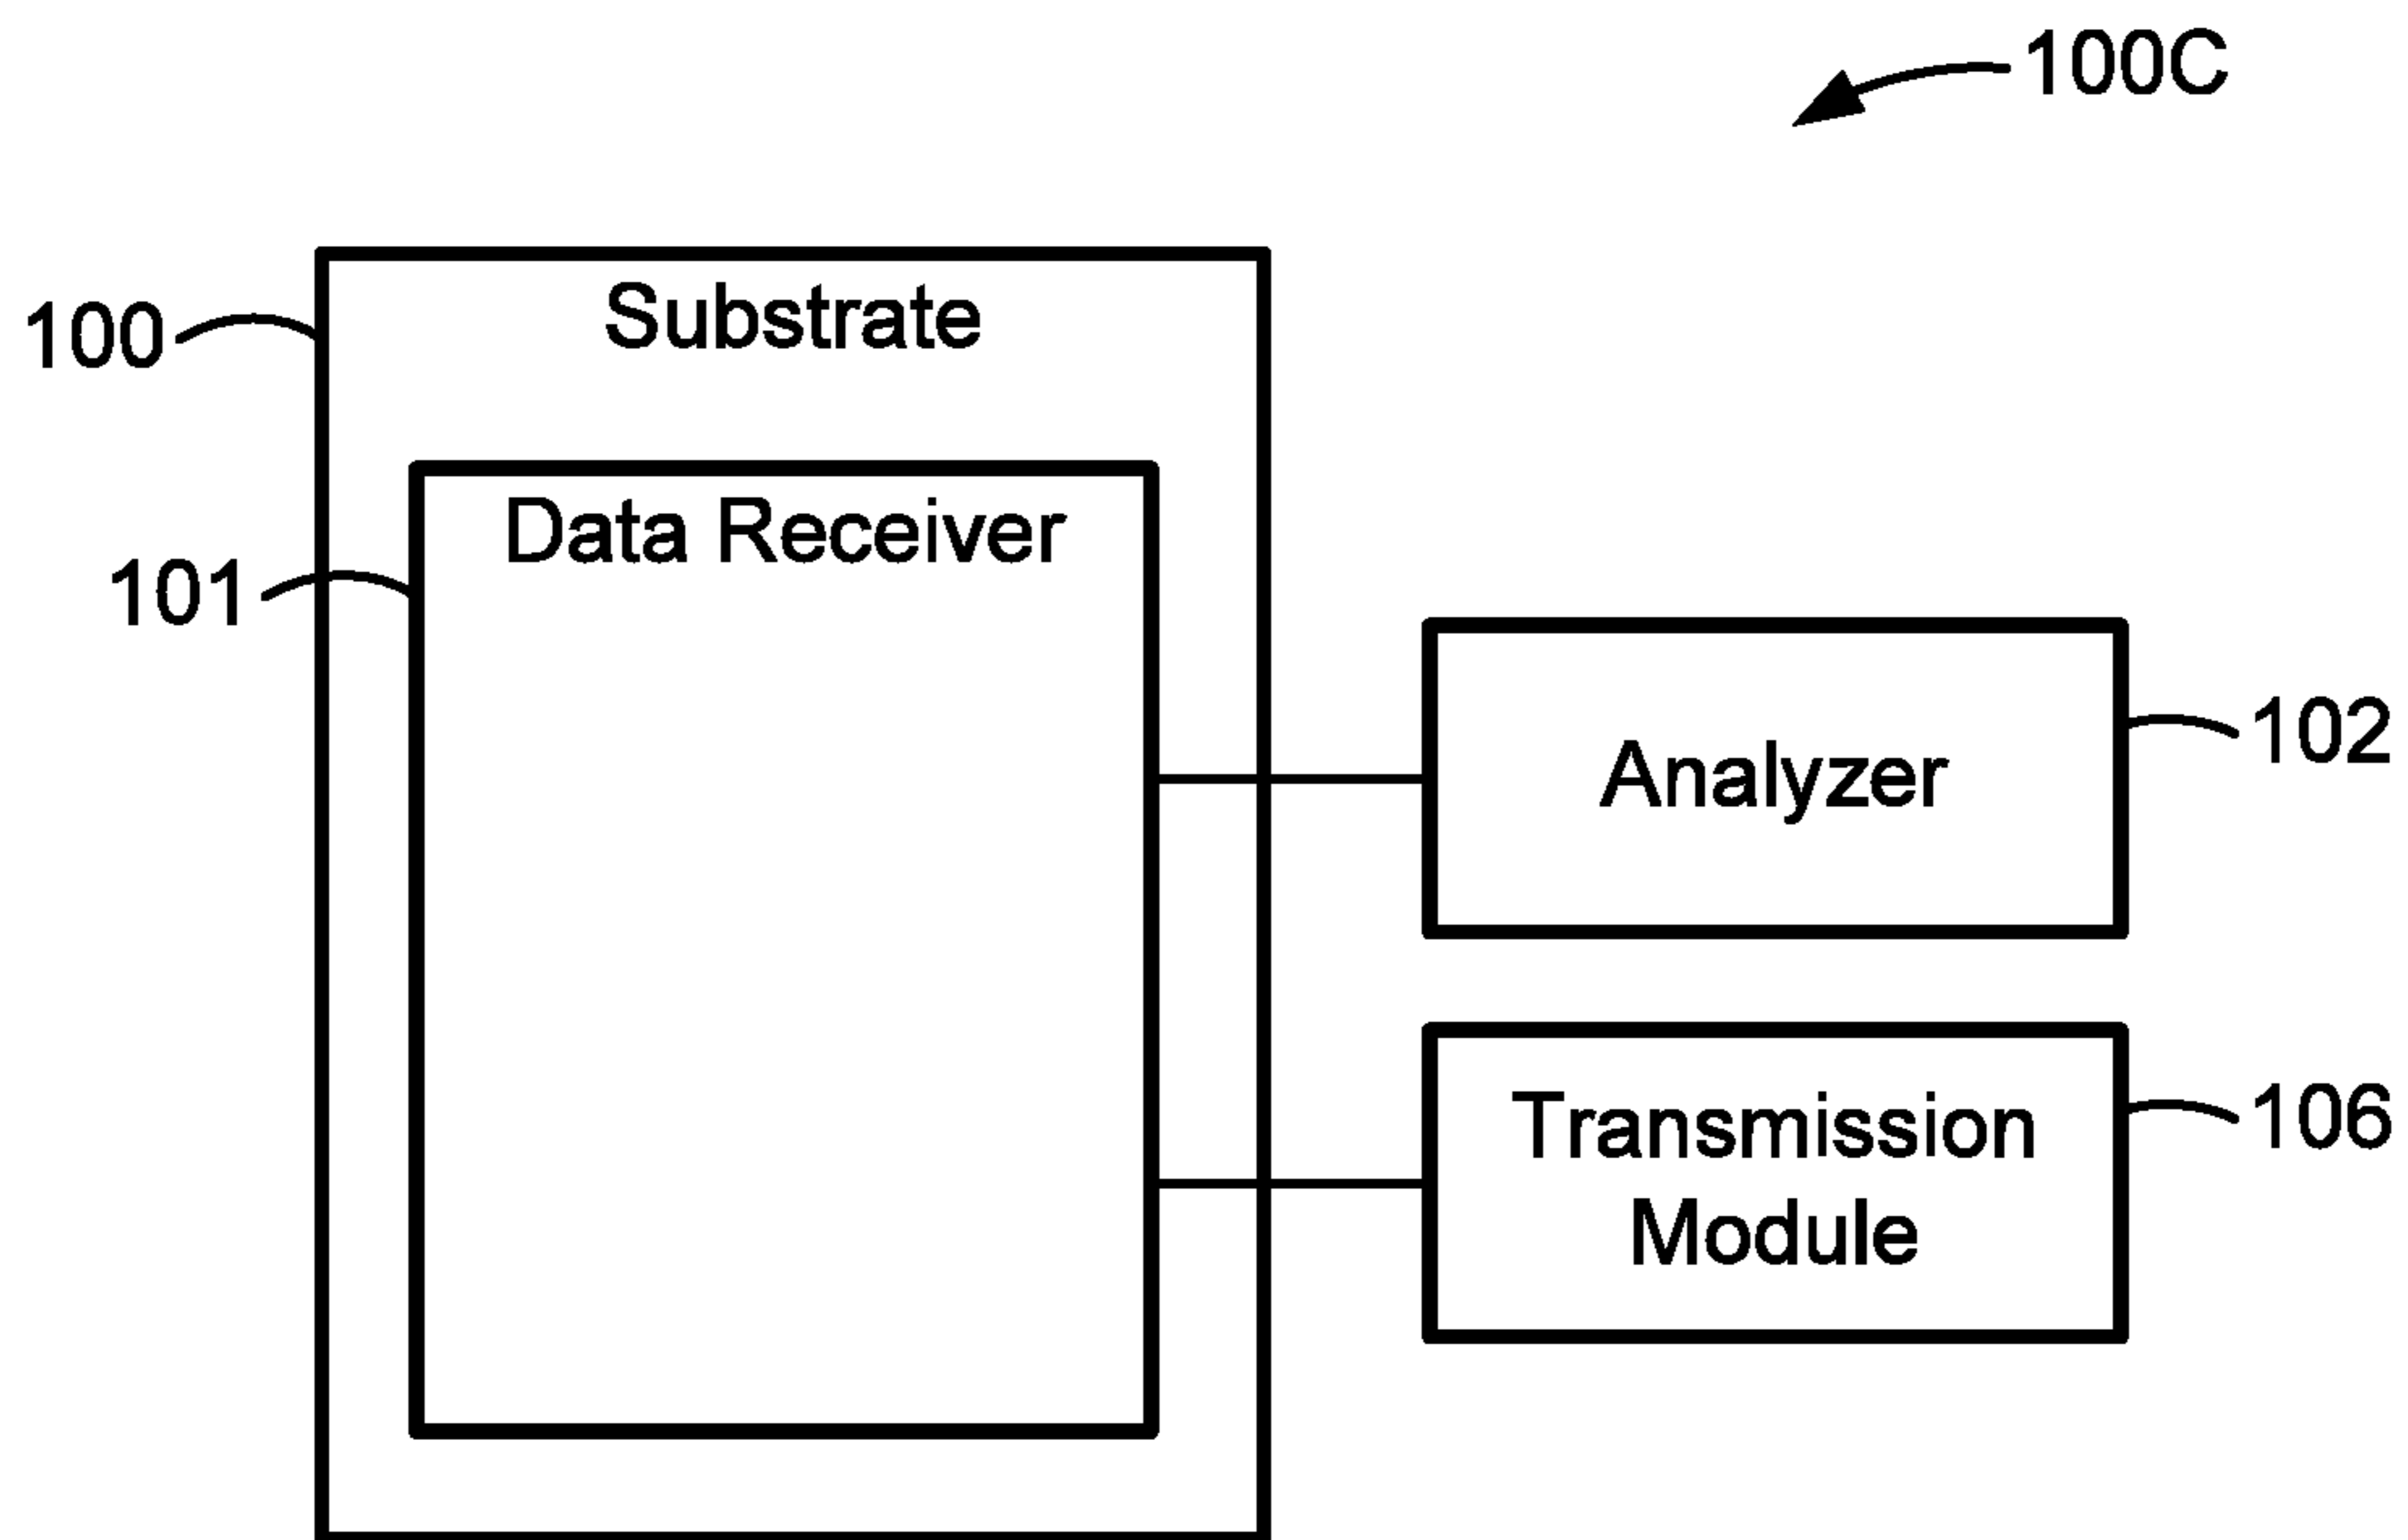 100C
Substrate
100
Data Receiver
101
Analyzer
102
Transmission
Module
106